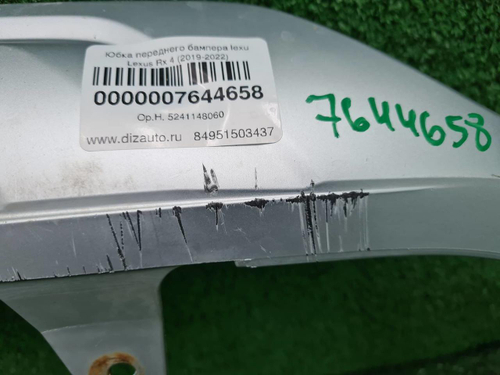 Юбка переднего бампера lexu
Lexus Rx 4 (2019-2022)
0000007644658
Ор.Н. 5241148060
www.dizauto.ru 84951503437
7644658